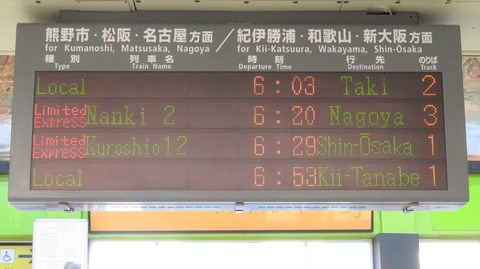 熊野市・松阪・名古屋方面 ／ 紀伊勝浦・和歌山・新大阪方面
for Kumanoshi, Matsusaka, Nagoya for Kii-Katsuura, Wakayama, Shin-Ōsaka
種別 列車名 時刻 行先 のりば
Type Train Name Departure Time Destination Track
Local 6:03 Taki 2
Limited Express Nanki 2 6:20 Nagoya 3
Limited Express Kuroshio12 6:29 Shin-Ōsaka 1
Local 6:53 Kii-Tanabe 1